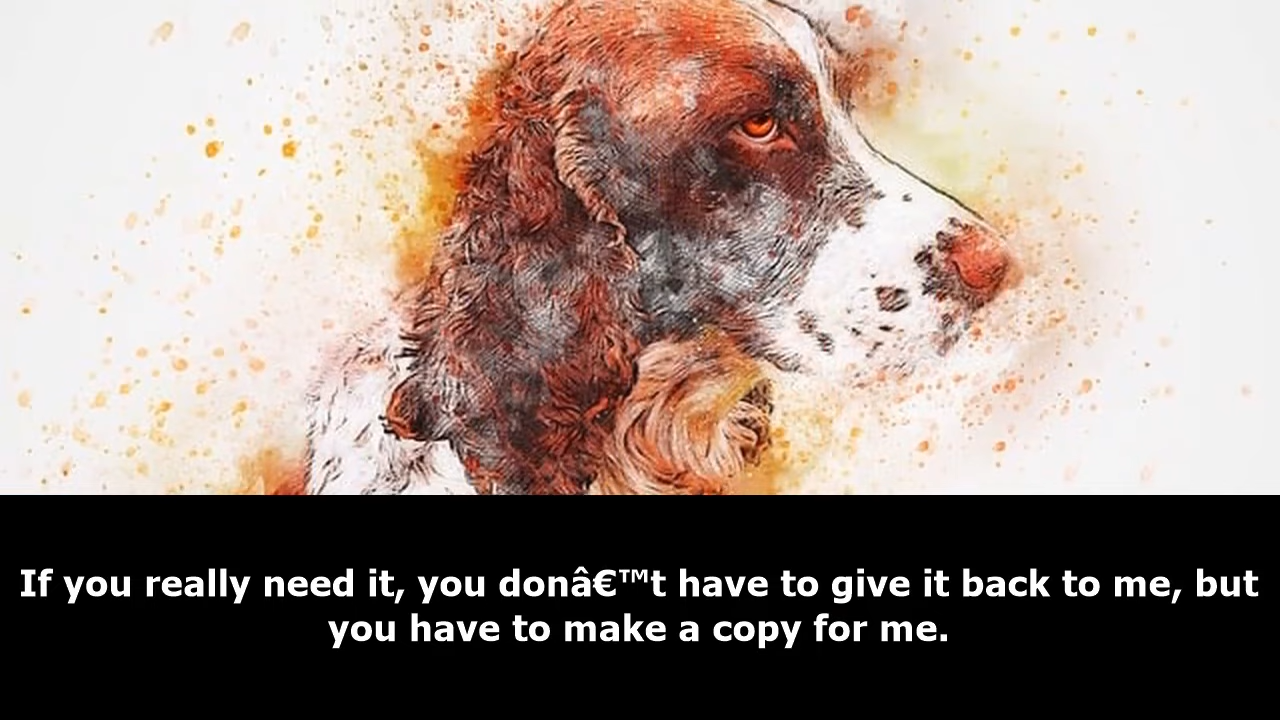 If you really need it, you donâ€™t have to give it back to me, but
you have to make a copy for me.